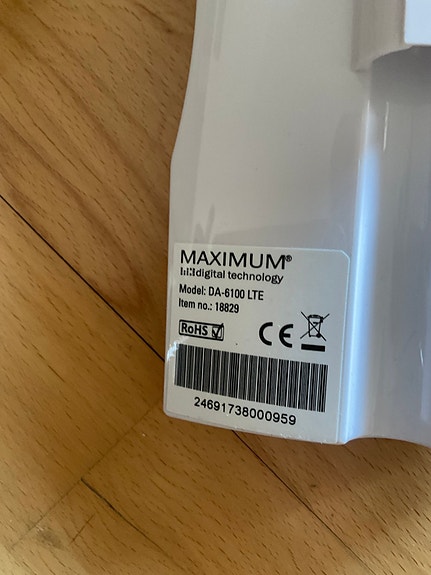 MAXIMUM®
digital technology
Model: DA-6100 LTE
Item no.: 18829
RoHS CE
24691738000959